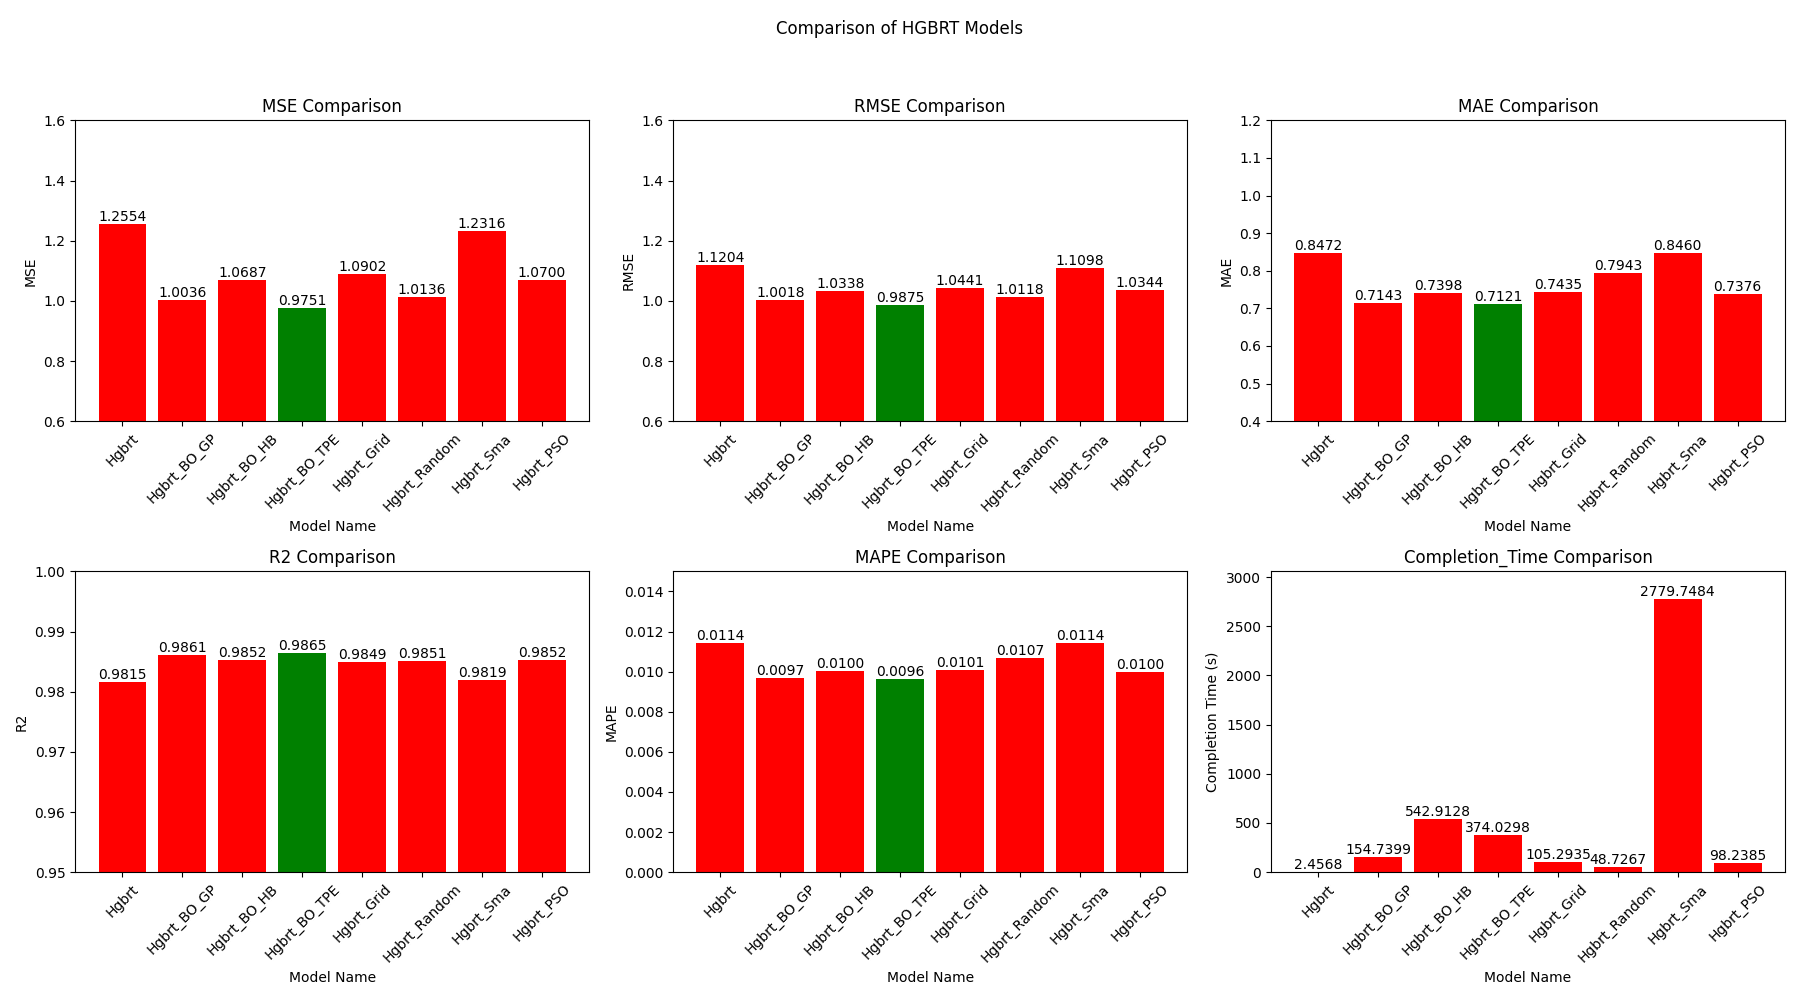 Comparison of HGBRT Models
MSE Comparison
1.6
1.4
1.2
1.0
0.8
0.6
MSE
1.2554
1.0036
1.0687
0.9751
1.0902
1.0136
1.2316
1.0700
Hgbrt
Hgbrt_BO_GP
Hgbrt_BO_HB
Hgbrt_BO_TPE
Hgbrt_Grid
Hgbrt_Random
Hgbrt_Sma
Hgbrt_PSO
Model Name
RMSE Comparison
1.6
1.4
1.2
1.0
0.8
0.6
RMSE
1.1204
1.0018
1.0338
0.9875
1.0441
1.0118
1.1098
1.0344
Hgbrt
Hgbrt_BO_GP
Hgbrt_BO_HB
Hgbrt_BO_TPE
Hgbrt_Grid
Hgbrt_Random
Hgbrt_Sma
Hgbrt_PSO
Model Name
MAE Comparison
1.2
1.1
1.0
0.9
0.8
0.7
0.6
0.5
0.4
MAE
0.8472
0.7143
0.7398
0.7121
0.7435
0.7943
0.8460
0.7376
Hgbrt
Hgbrt_BO_GP
Hgbrt_BO_HB
Hgbrt_BO_TPE
Hgbrt_Grid
Hgbrt_Random
Hgbrt_Sma
Hgbrt_PSO
Model Name
R2 Comparison
1.00
0.99
0.98
0.97
0.96
0.95
R2
0.9815
0.9861
0.9852
0.9865
0.9849
0.9851
0.9819
0.9852
Hgbrt
Hgbrt_BO_GP
Hgbrt_BO_HB
Hgbrt_BO_TPE
Hgbrt_Grid
Hgbrt_Random
Hgbrt_Sma
Hgbrt_PSO
Model Name
MAPE Comparison
0.014
0.012
0.010
0.008
0.006
0.004
0.002
0.000
MAPE
0.0114
0.0097
0.0100
0.0096
0.0101
0.0107
0.0114
0.0100
Hgbrt
Hgbrt_BO_GP
Hgbrt_BO_HB
Hgbrt_BO_TPE
Hgbrt_Grid
Hgbrt_Random
Hgbrt_Sma
Hgbrt_PSO
Model Name
Completion_Time Comparison
3000
2500
2000
1500
1000
500
0
Completion Time (s)
2.4568
154.7399
542.9128
374.0298
105.2935
48.7267
2779.7484
98.2385
Hgbrt
Hgbrt_BO_GP
Hgbrt_BO_HB
Hgbrt_BO_TPE
Hgbrt_Grid
Hgbrt_Random
Hgbrt_Sma
Hgbrt_PSO
Model Name